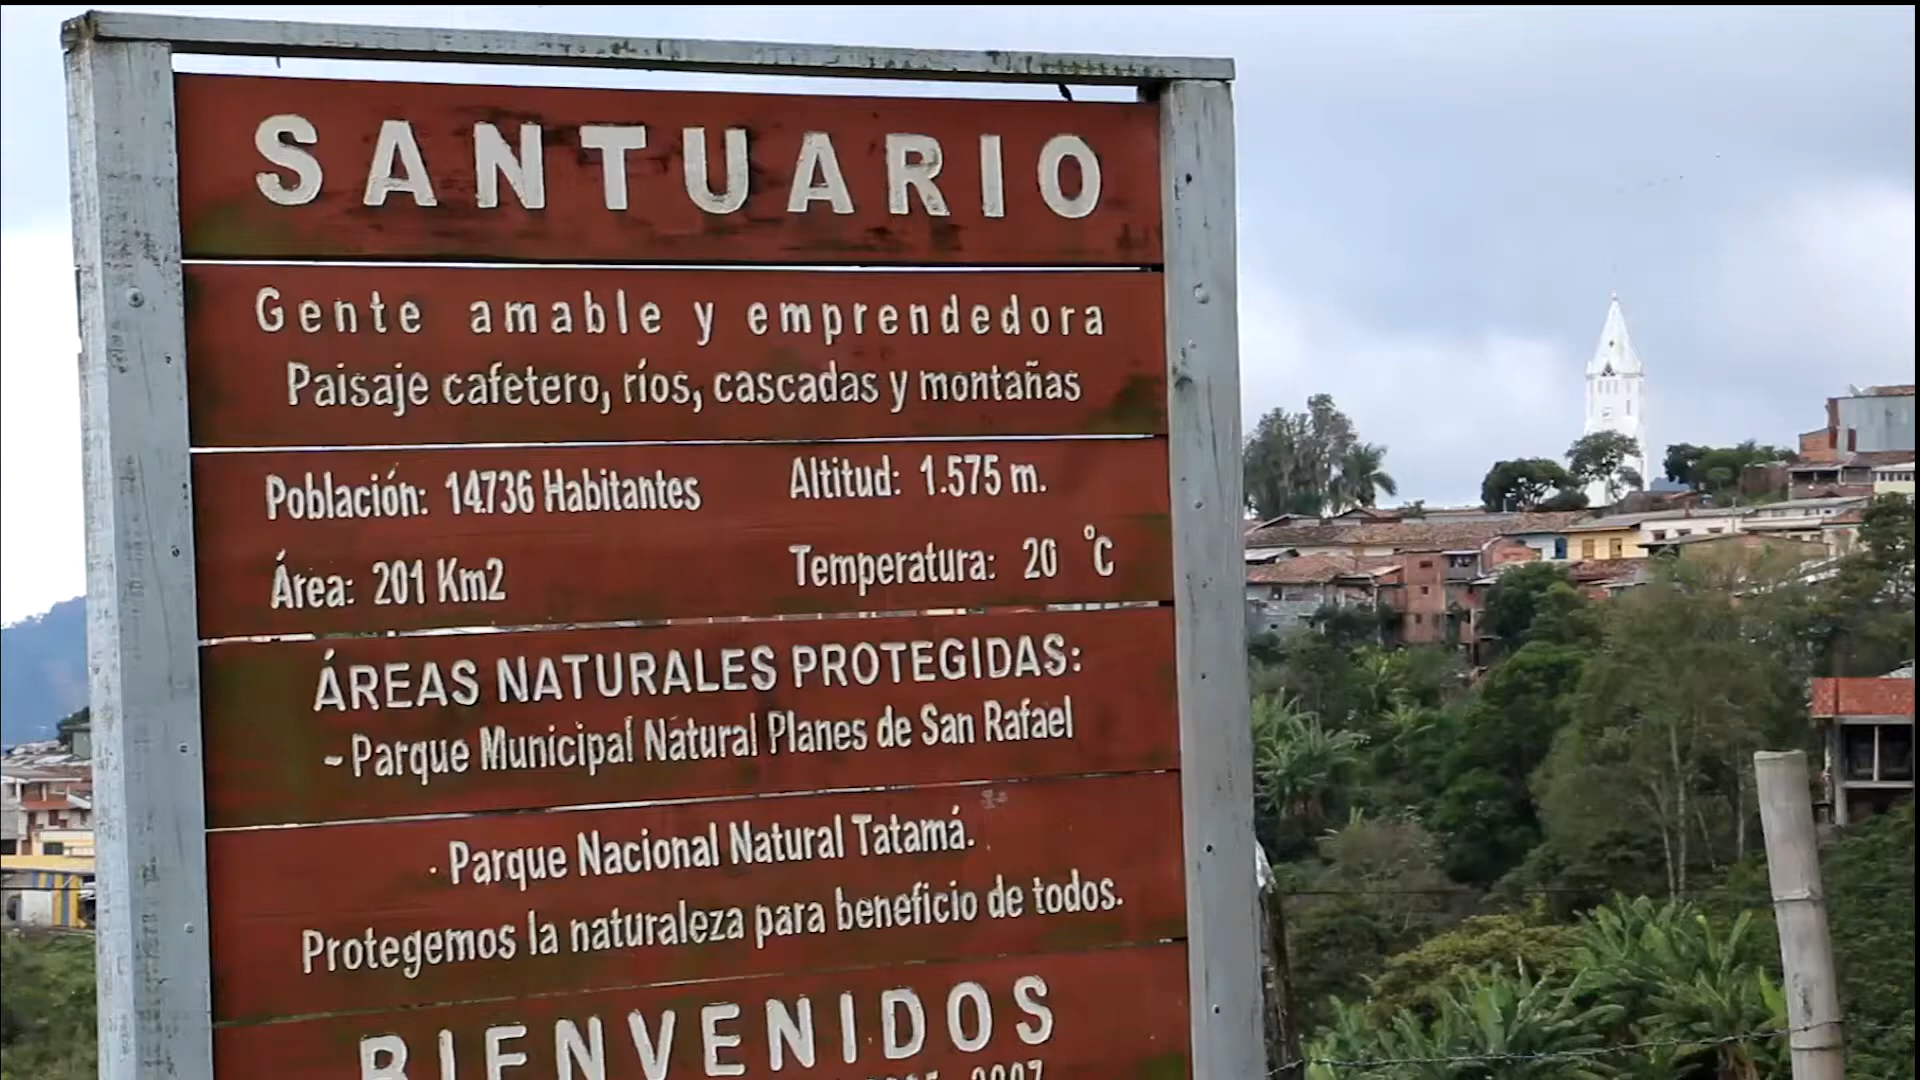 SANTUARIO
Gente amable y emprendedora
Paisaje cafetero, ríos, cascadas y montañas
Población: 14736 Habitantes Altitud: 1.575 m.
Área: 201 Km2 Temperatura: 20 °C
ÁREAS NATURALES PROTEGIDAS:
- Parque Municipal Natural Planes de San Rafael
· Parque Nacional Natural Tatamá.
Protegemos la naturaleza para beneficio de todos.
BIENVENIDOS